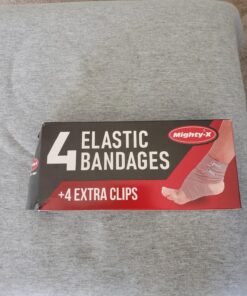 4 ELASTIC
BANDAGES
Mighty-X
+4 EXTRA CLIPS